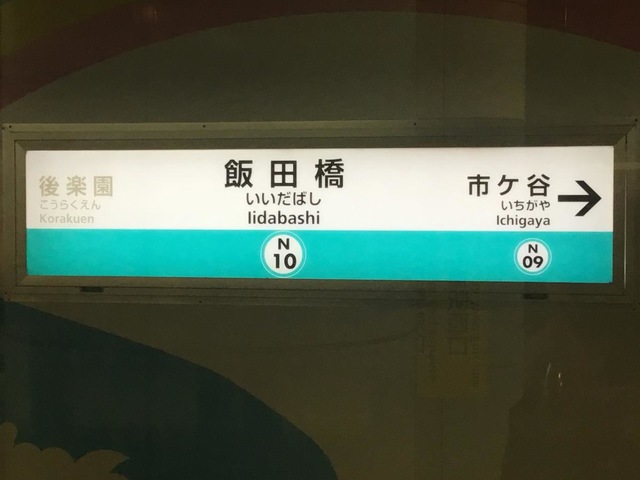 後楽園
こうらくえん
Korakuen
飯田橋
いいだばし
Iidabashi
N
10
市ケ谷
いちがや
Ichigaya
N
09